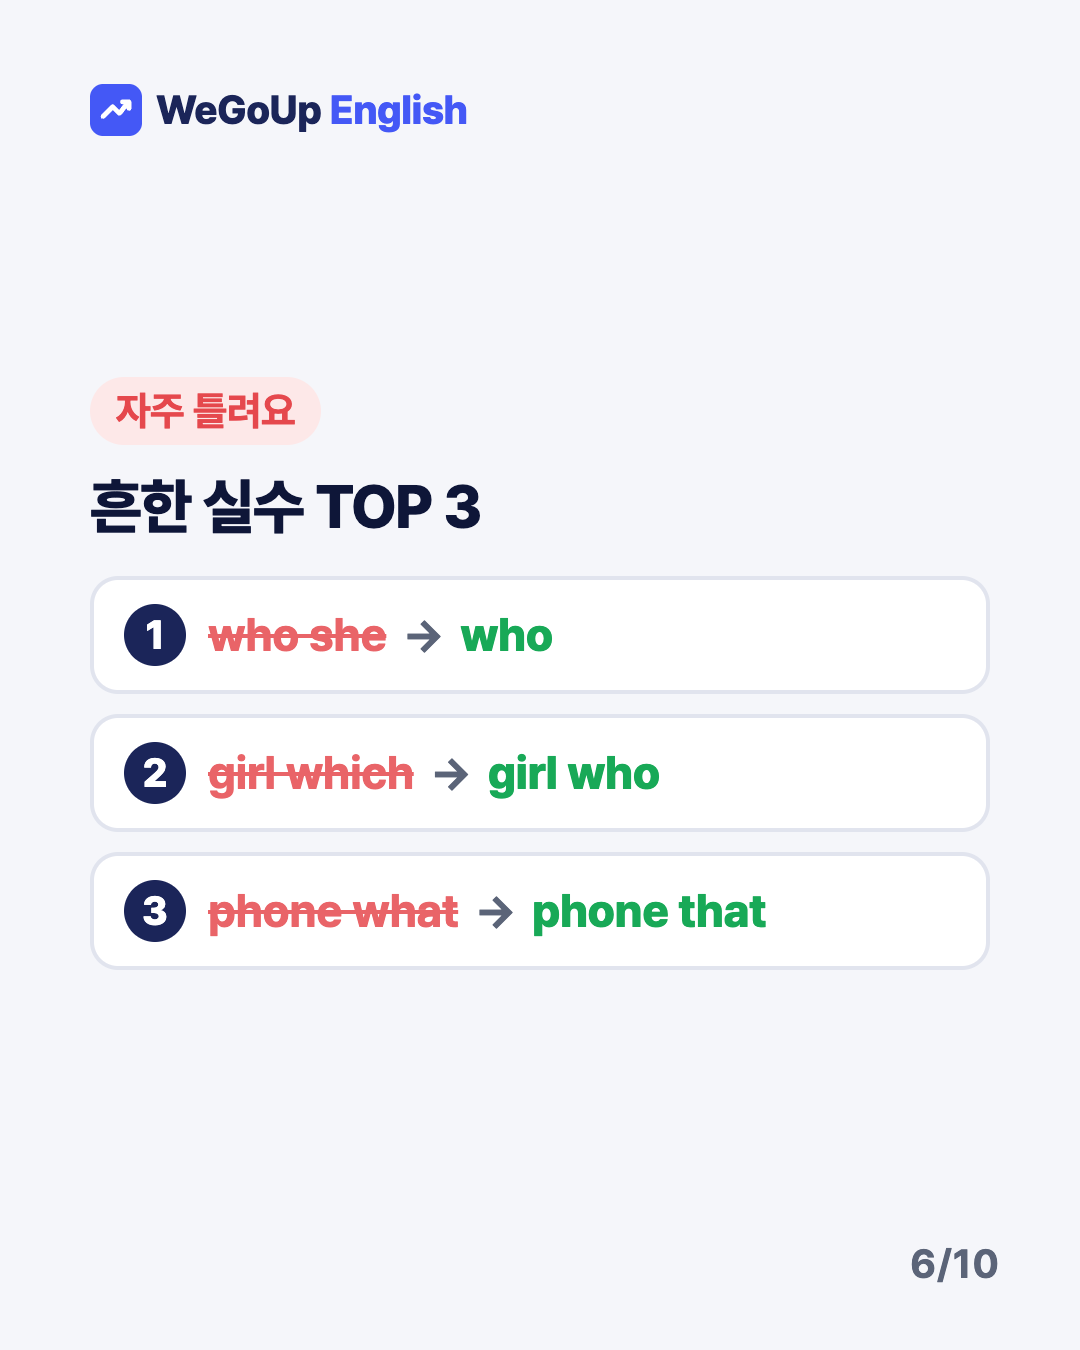 WeGoUp English
자주 틀려요
흔한 실수 TOP 3
1 who she → who
2 girl which → girl who
3 phone what → phone that
6/10